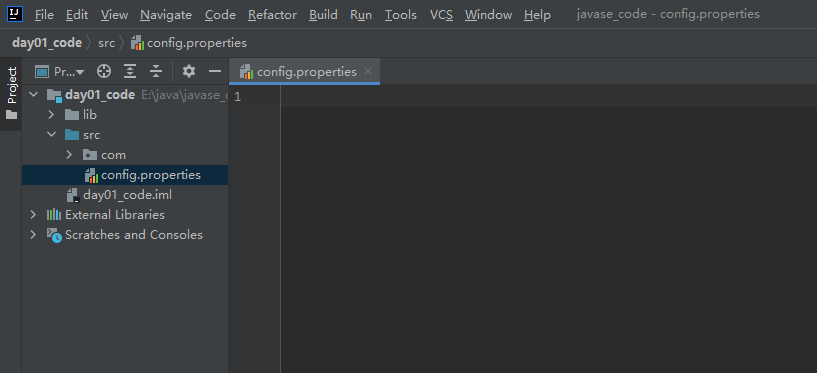 IJ File Edit View Navigate Code Refactor Build Run Tools VCS Window Help javase_code - config.properties
day01_code src config.properties
Project
Pr...
config.properties
day01_code E:\java\javase_c
1
lib
src
com
config.properties
day01_code.iml
External Libraries
Scratches and Consoles